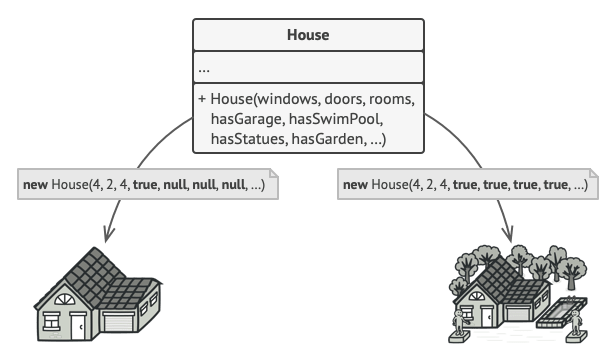 House
...
+ House(windows, doors, rooms,
hasGarage, hasSwimPool,
hasStatues, hasGarden, ...)
new House(4, 2, 4, true, null, null, null, ...)
new House(4, 2, 4, true, true, true, true, ...)